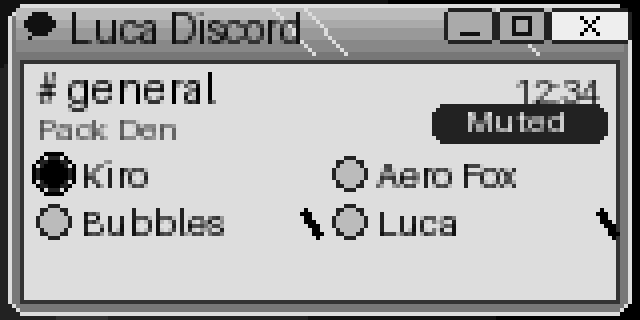 Luca Discord
# general 12:34
Pack Den Muted
Kiro Aero Fox
Bubbles Luca